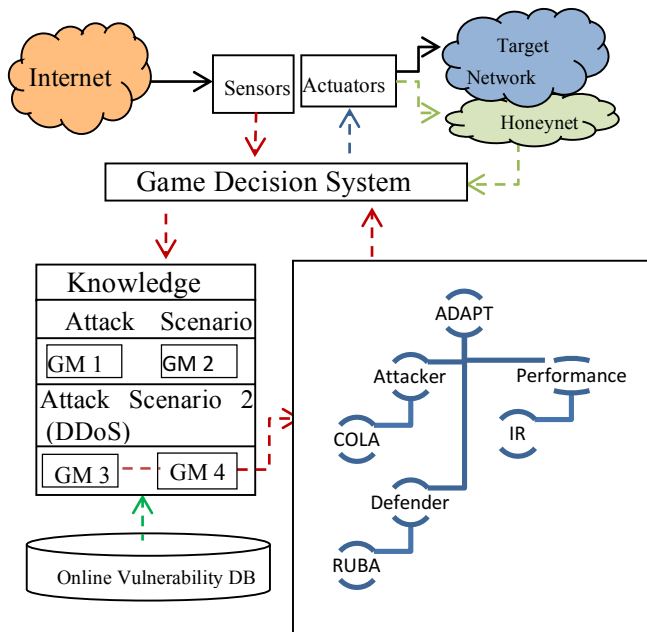 Internet
Sensors
Actuators
Target
Network
Honeynet
Game Decision System
Knowledge
Attack Scenario
GM 1
GM 2
Attack Scenario 2
(DDoS)
GM 3
GM 4
Online Vulnerability DB
ADAPT
Attacker
Performance
COLA
IR
Defender
RUBA